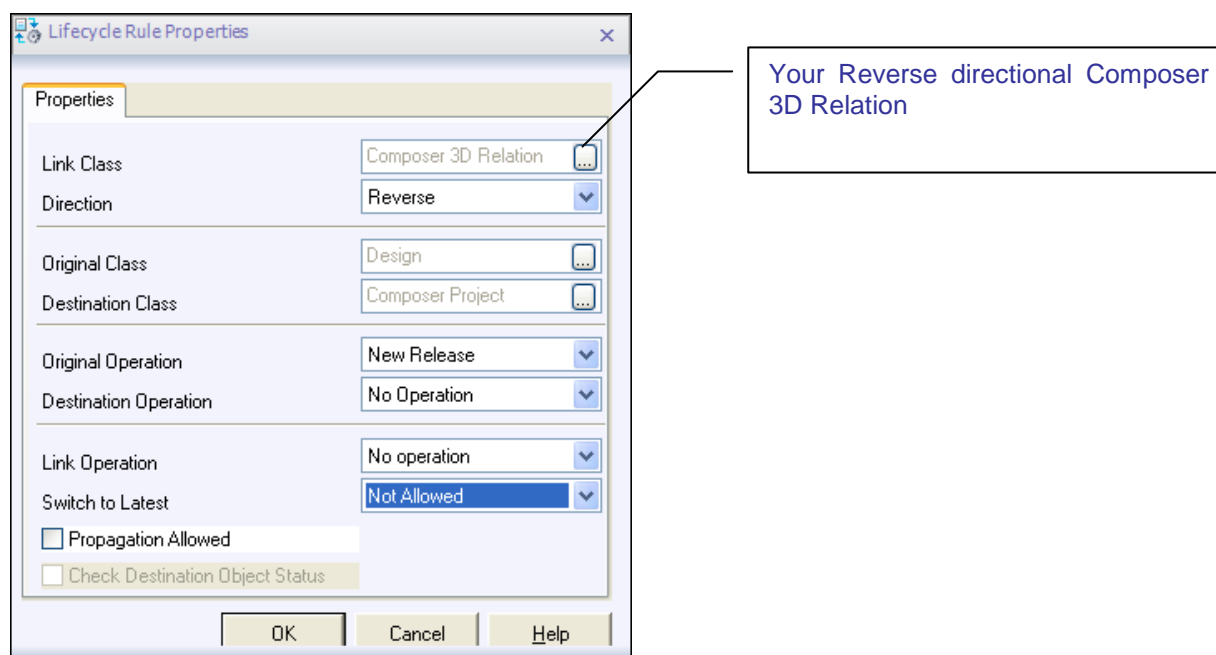 Lifecycle Rule Properties
Your Reverse directional Composer
3D Relation
Properties
Link Class
Composer 3D Relation
...
Direction
Reverse
Original Class
Design
...
Destination Class
Composer Project
...
Original Operation
New Release
Destination Operation
No Operation
Link Operation
No operation
Switch to Latest
Not Allowed
Propagation Allowed
Check Destination Object Status
OK
Cancel
Help